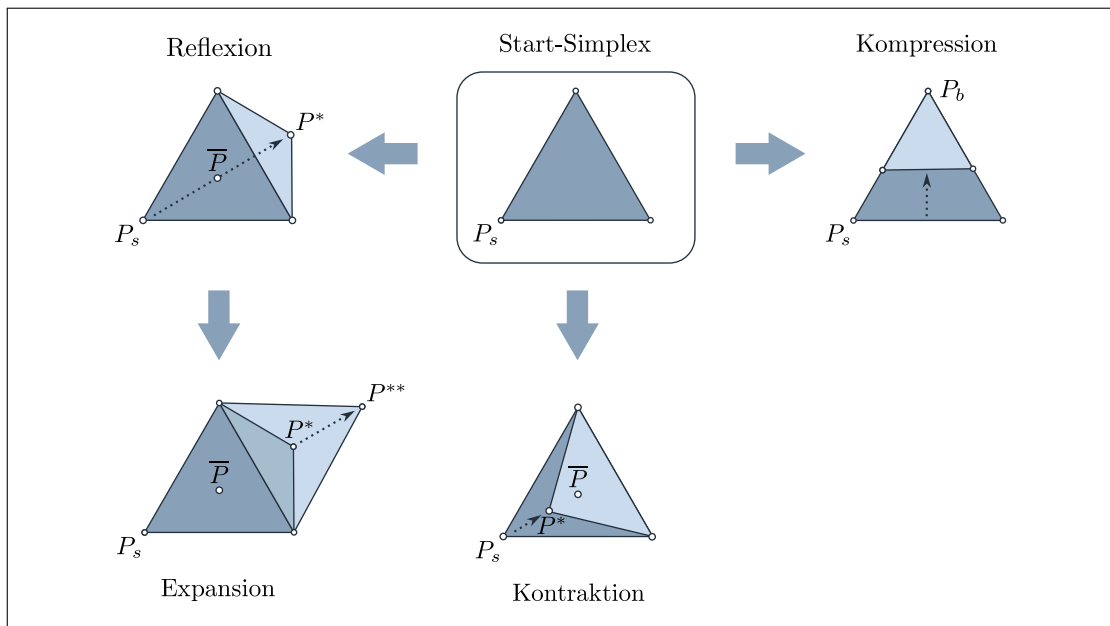 Reflexion
Start-Simplex
Kompression
P*
P̅
P_s
P_s
P_b
P_s
P**
P*
P̅
P_s
Expansion
P̅
P*
P_s
Kontraktion